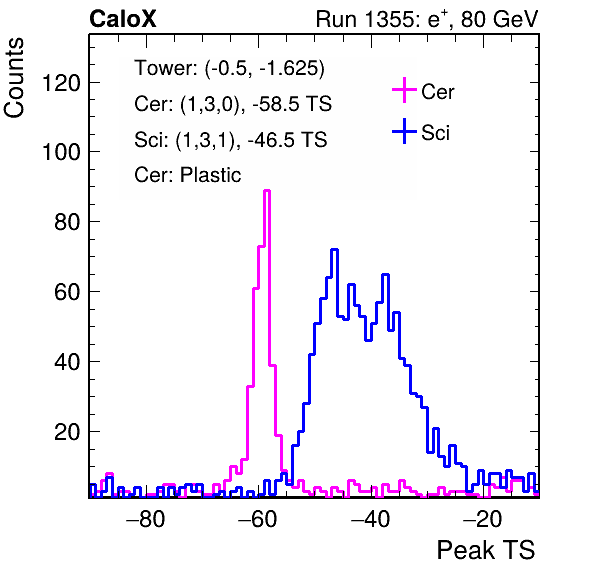 CaloX Run 1355: e+, 80 GeV
Counts
Tower: (-0.5, -1.625)
Cer: (1,3,0), -58.5 TS
Sci: (1,3,1), -46.5 TS
Cer: Plastic
Cer
Sci
120
100
80
60
40
20
−80 −60 −40 −20
Peak TS